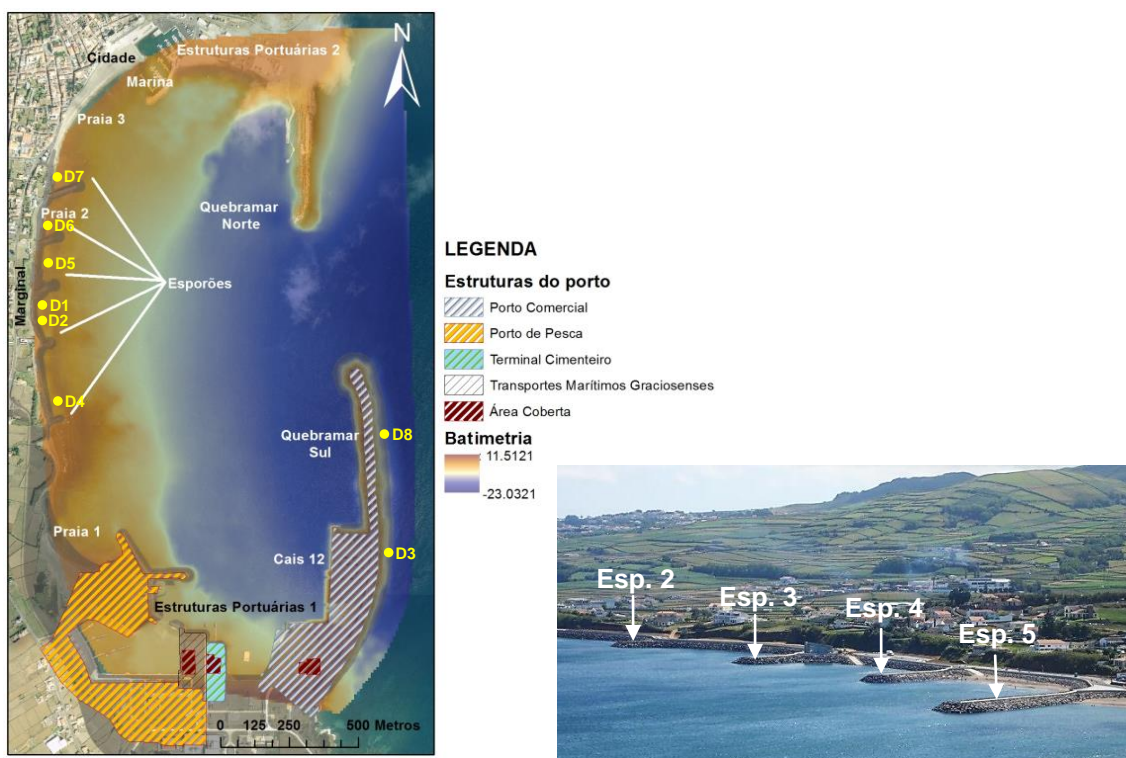 N
Cidade
Estruturas Portuárias 2
Marina
Praia 3
D7
Praia 2
D6
Quebramar
Norte
D5
Esporões
Marginal
D1
D2
D4
Quebramar
Sul
D8
Praia 1
Cais 12
D3
Estruturas Portuárias 1
0 125 250 500 Metros
LEGENDA
Estruturas do porto
Porto Comercial
Porto de Pesca
Terminal Cimenteiro
Transportes Marítimos Graciosenses
Área Coberta
Batimetria
11.5121
-23.0321
Esp. 2
Esp. 3
Esp. 4
Esp. 5